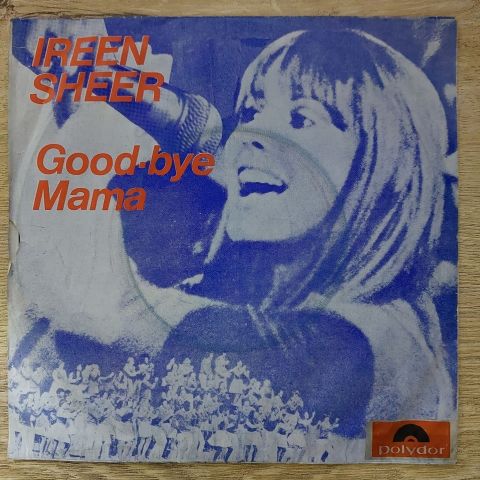 IREEN
SHEER
Good-bye
Mama
polydor